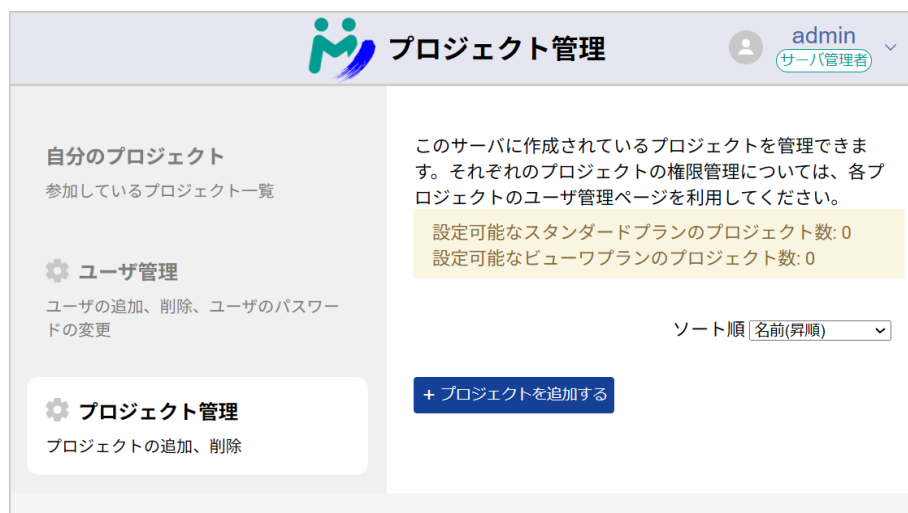 プロジェクト管理
admin
サーバ管理者
自分のプロジェクト
参加しているプロジェクト一覧
ユーザ管理
ユーザの追加、削除、ユーザのパスワー
ドの変更
プロジェクト管理
プロジェクトの追加、削除
このサーバに作成されているプロジェクトを管理できま
す。それぞれのプロジェクトの権限管理については、各プ
ロジェクトのユーザ管理ページを利用してください。
設定可能なスタンダードプランのプロジェクト数: 0
設定可能なビューワプランのプロジェクト数: 0
ソート順 名前(昇順)
+ プロジェクトを追加する